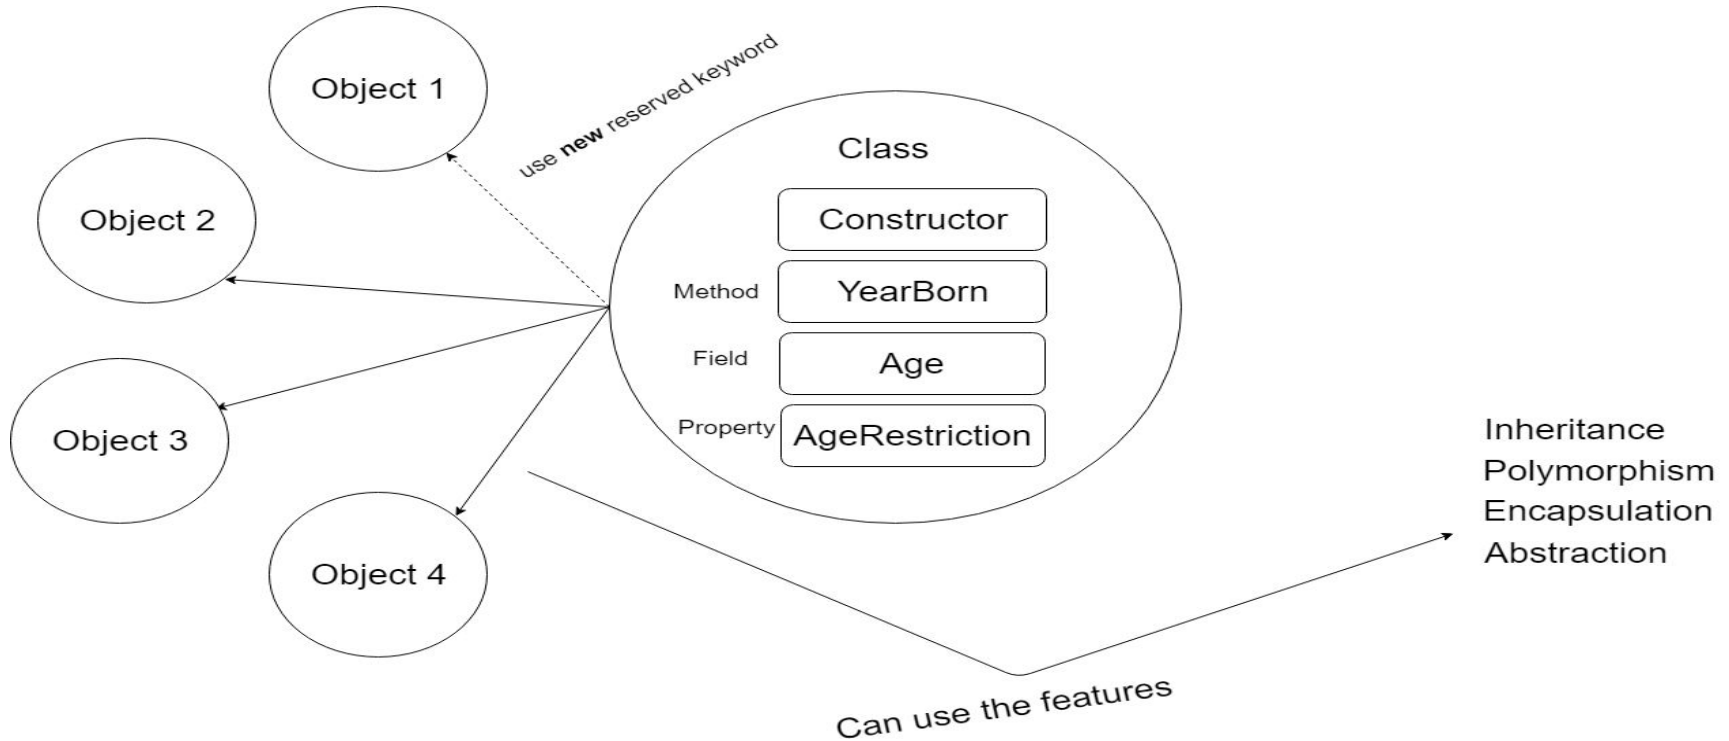 Object 1
use new reserved keyword
Object 2
Object 3
Object 4
Class
Constructor
Method
YearBorn
Field
Age
Property
AgeRestriction
Inheritance
Polymorphism
Encapsulation
Abstraction
Can use the features